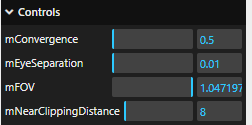 Controls
mConvergence 0.5
mEyeSeparation 0.01
mFOV 1.047197
mNearClippingDistance 8